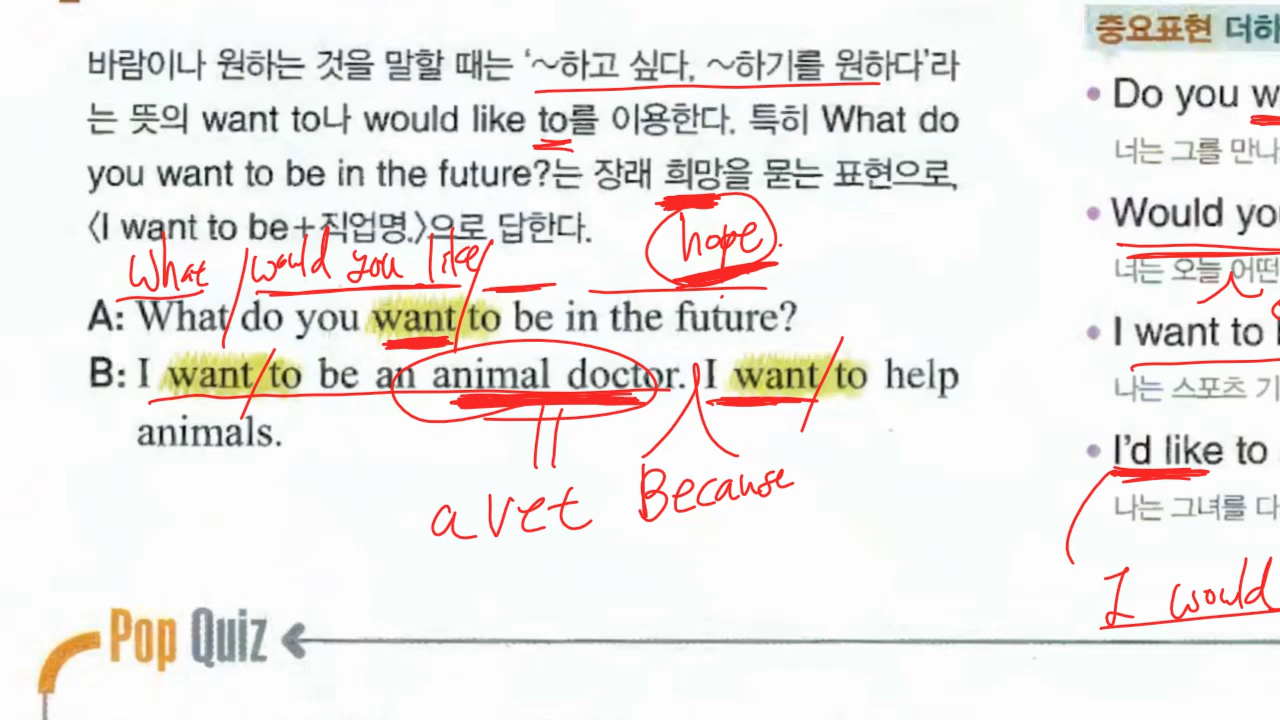 바람이나 원하는 것을 말할 때는 ‘~하고 싶다, ~하기를 원하다’라
는 뜻의 want to나 would like to를 이용한다. 특히 What do
you want to be in the future?는 장래 희망을 묻는 표현으로,
〈I want to be+직업명.〉으로 답한다.
hope.
What / would you like /
A: What do you want to be in the future?
B: I want to be an animal doctor. I want to help
animals.
a vet Because
Pop Quiz
중요표현 더하
Do you w
너는 그를 만나
Would you
너는 오늘 어떤
I want to
나는 스포츠 기
I'd like to
나는 그녀를 다
I would